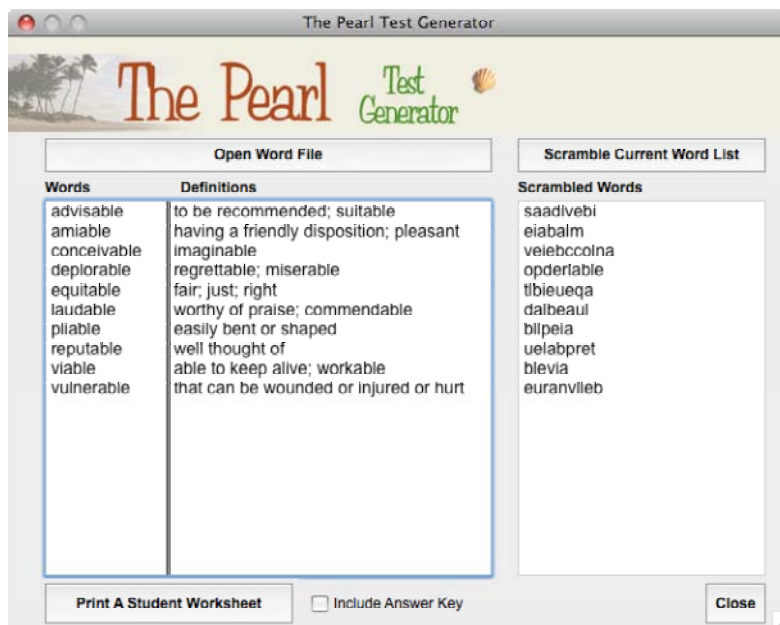 The Pearl Test Generator
The Pearl Test Generator
Open Word File
Scramble Current Word List
Words Definitions Scrambled Words
advisable to be recommended; suitable saadlvebi
amiable having a friendly disposition; pleasant eiabalm
conceivable imaginable veiebccolna
deplorable regrettable; miserable opderlable
equitable fair; just; right tlbieueqa
laudable worthy of praise; commendable dalbeaul
pliable easily bent or shaped bllpeia
reputable well thought of uelabpret
viable able to keep alive; workable blevia
vulnerable that can be wounded or injured or hurt euranvlleb
Print A Student Worksheet Include Answer Key Close